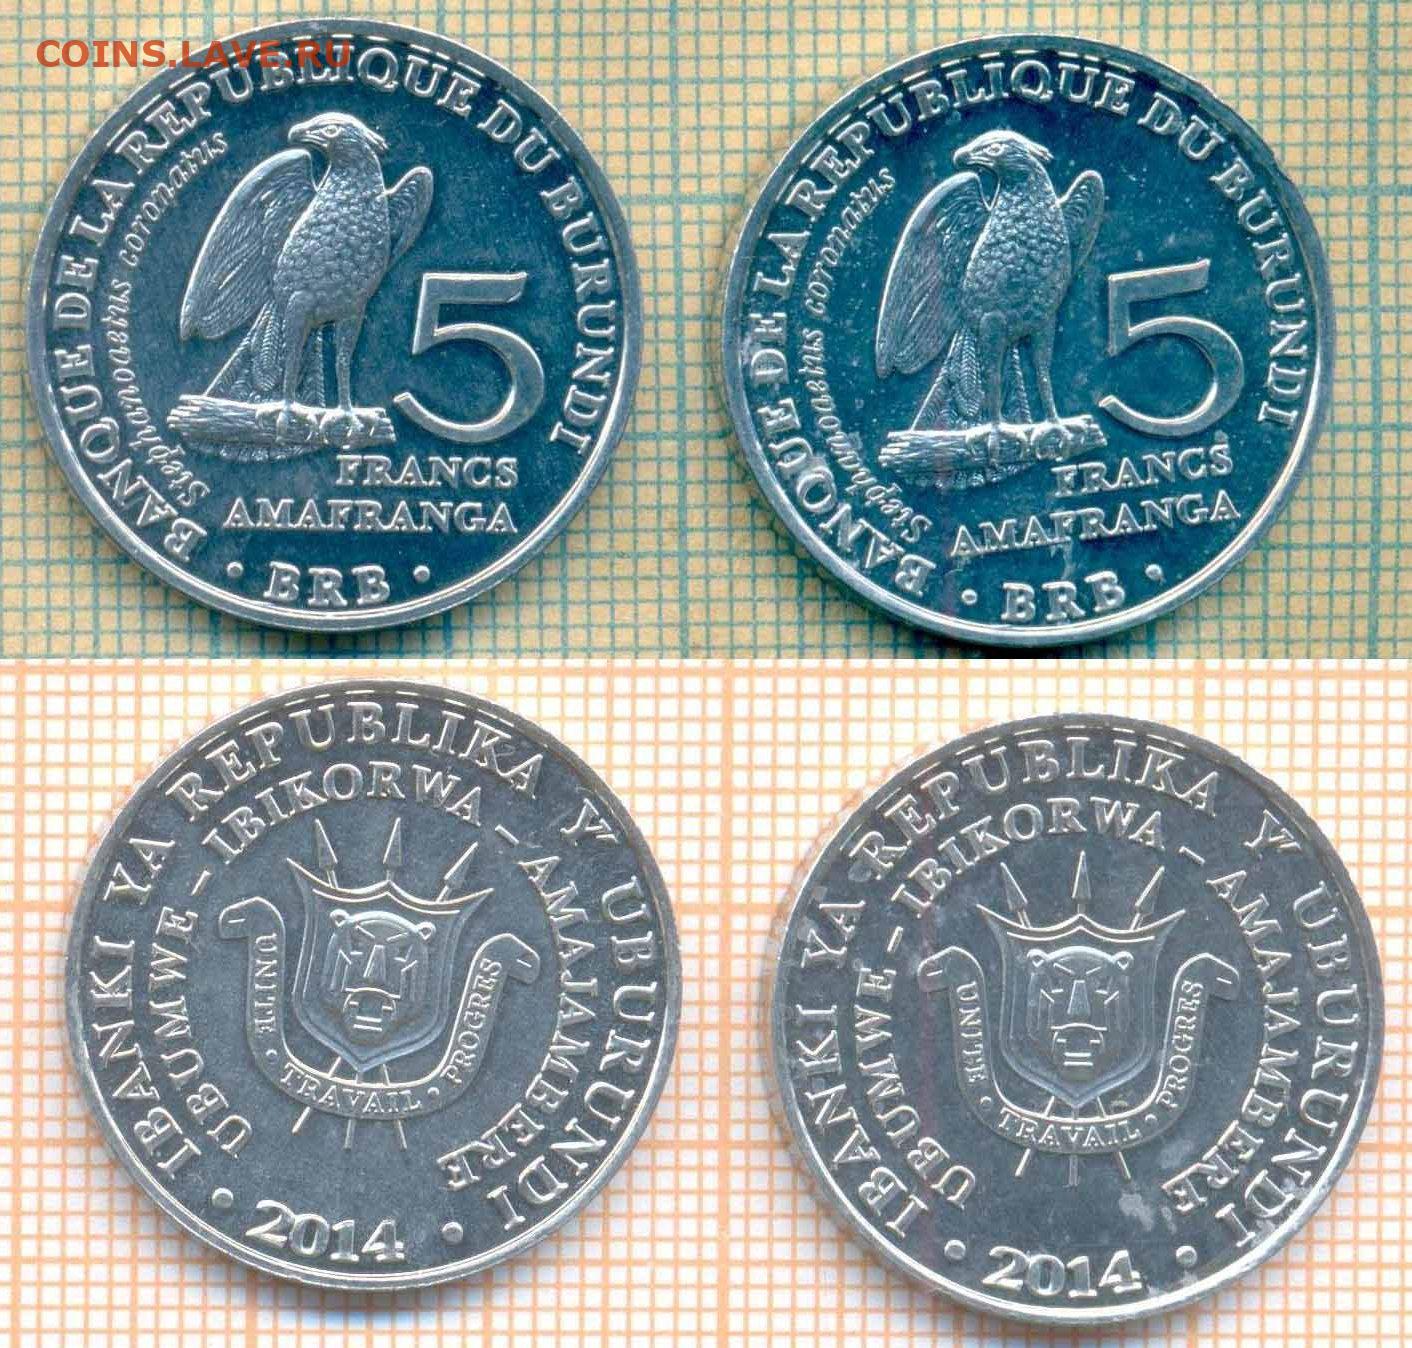 COINS.LAVE.RU
BANQUE DE LA REPUBLIQUE DU BURUNDI
Stephanoaetus coronatus
5
FRANCS
AMAFRANGA
· BRB ·
BANQUE DE LA REPUBLIQUE DU BURUNDI
Stephanoaetus coronatus
5
FRANCS
AMAFRANGA
· BRB ·
IBANKI YA REPUBLIKA Y' UBURUNDI
UBUMWE - IBIKORWA - AMAJAMBERE
UNITE · TRAVAIL · PROGRES
· 2014 ·
IBANKI YA REPUBLIKA Y' UBURUNDI
UBUMWE - IBIKORWA - AMAJAMBERE
UNITE · TRAVAIL · PROGRES
· 2014 ·